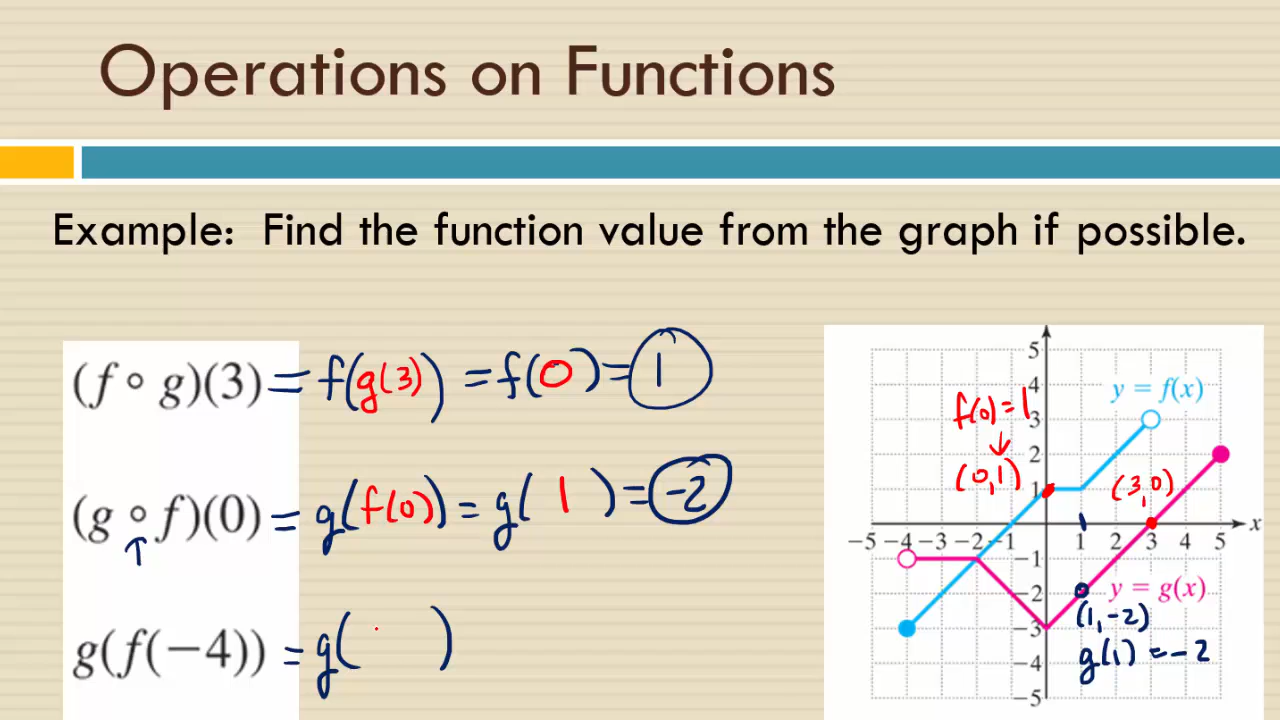 Operations on Functions
Example: Find the function value from the graph if possible.
(f ∘ g)(3) = f(g(3)) = f(0) = 1
(g ∘ f)(0) = g(f(0)) = g(1) = -2
↑
g(f(−4)) = g( )
5
4
y = f(x)
f(0)=1
3
2
(0,1)
1
(3,0)
−5 −4 −3 −2 −1 1 2 3 4 5 x
−1
−2
y = g(x)
(1,-2)
−3
g(1) = -2
−4
−5